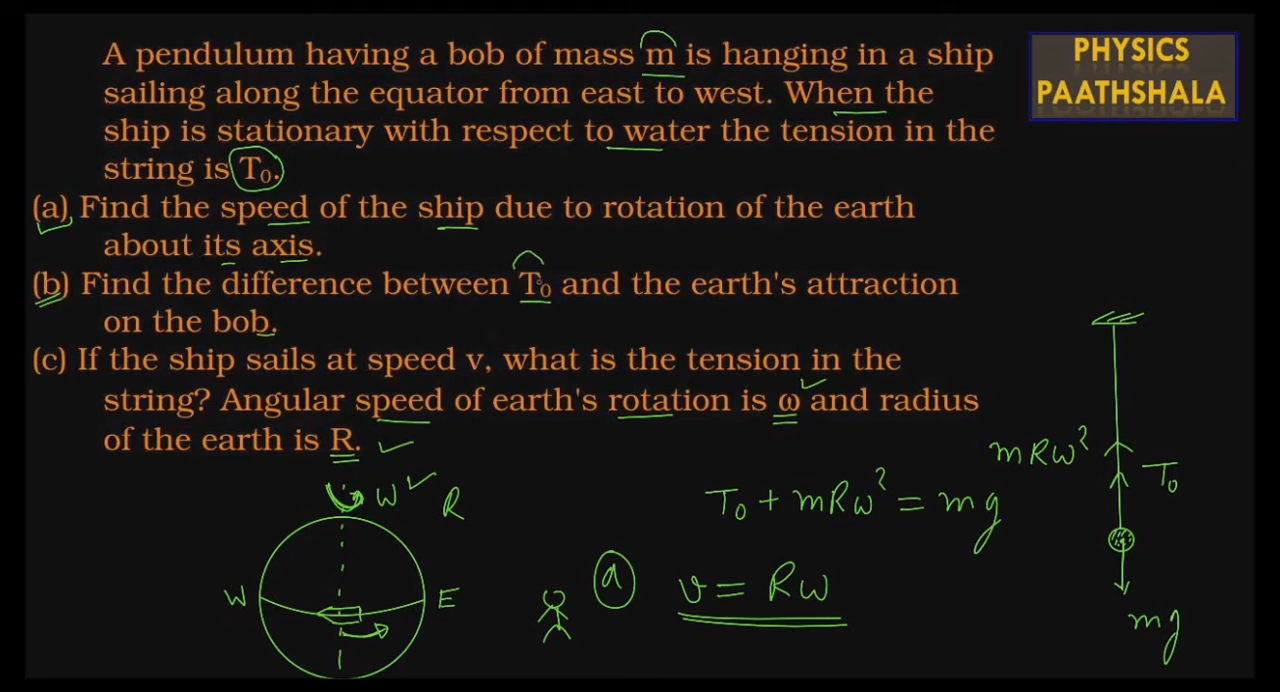 A pendulum having a bob of mass m is hanging in a ship
sailing along the equator from east to west. When the
ship is stationary with respect to water the tension in the
string is T₀.
(a) Find the speed of the ship due to rotation of the earth
about its axis.
(b) Find the difference between T₀ and the earth's attraction
on the bob.
(c) If the ship sails at speed v, what is the tension in the
string? Angular speed of earth's rotation is ω and radius
of the earth is R.
PHYSICS
PAATHSHALA
W R
W E
T₀ + mRw² = mg
a v = Rw
mRw²
T₀
mg